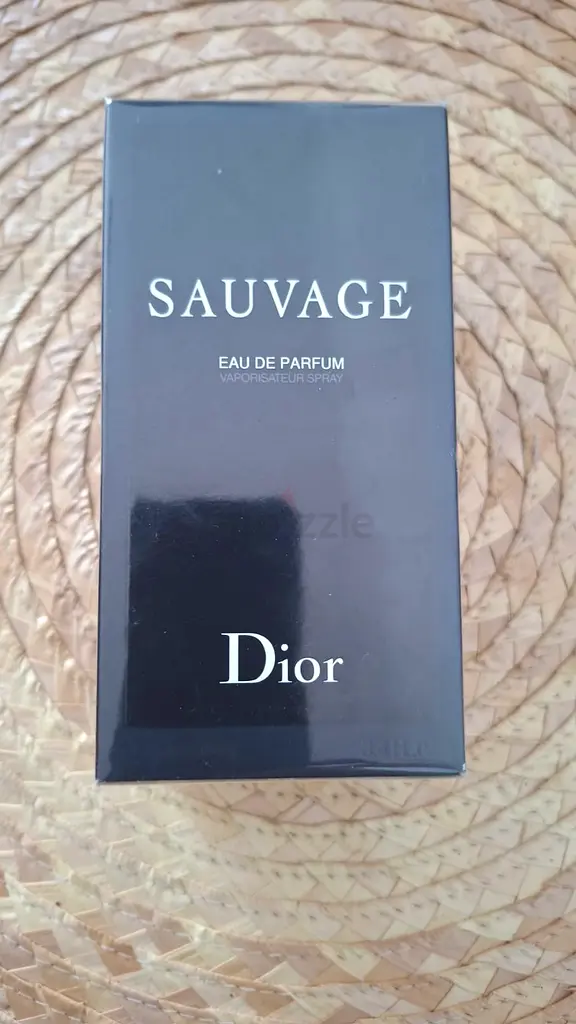 SAUVAGE
EAU DE PARFUM
VAPORISATEUR SPRAY
Dior